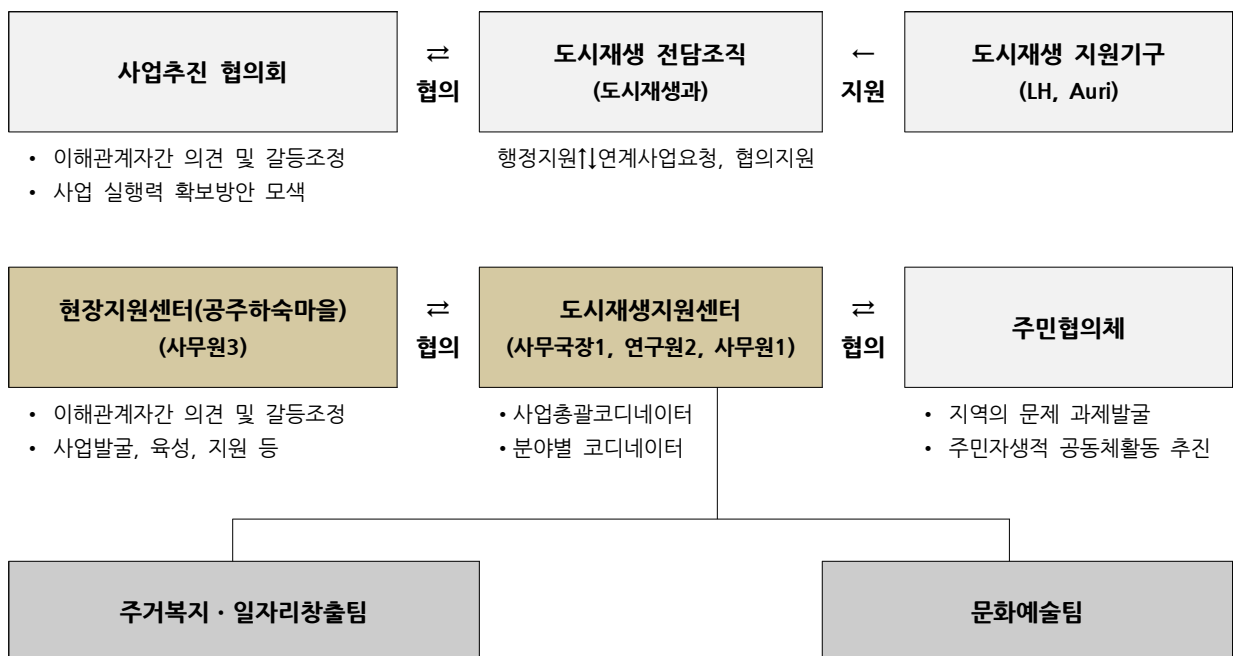 사업추진 협의회
⇄
협의
도시재생 전담조직
(도시재생과)
←
지원
도시재생 지원기구
(LH, Auri)
• 이해관계자간 의견 및 갈등조정
• 사업 실행력 확보방안 모색
행정지원↑↓연계사업요청, 협의지원
현장지원센터(공주하숙마을)
(사무원3)
⇄
협의
도시재생지원센터
(사무국장1, 연구원2, 사무원1)
⇄
협의
주민협의체
• 이해관계자간 의견 및 갈등조정
• 사업발굴, 육성, 지원 등
• 사업총괄코디네이터
• 분야별 코디네이터
• 지역의 문제 과제발굴
• 주민자생적 공동체활동 추진
주거복지 · 일자리창출팀
문화예술팀